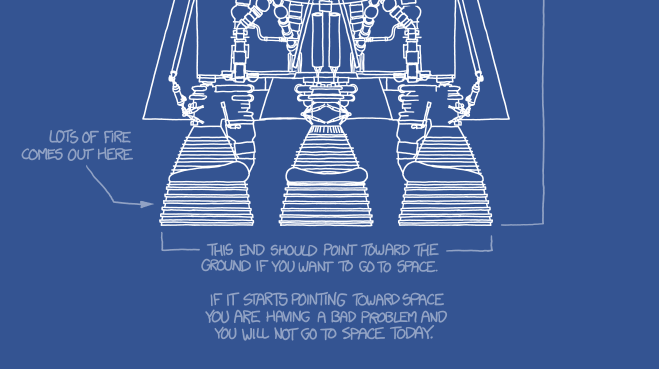 LOTS OF FIRE
COMES OUT HERE
THIS END SHOULD POINT TOWARD THE
GROUND IF YOU WANT TO GO TO SPACE.
IF IT STARTS POINTING TOWARD SPACE
YOU ARE HAVING A BAD PROBLEM AND
YOU WILL NOT GO TO SPACE TODAY.